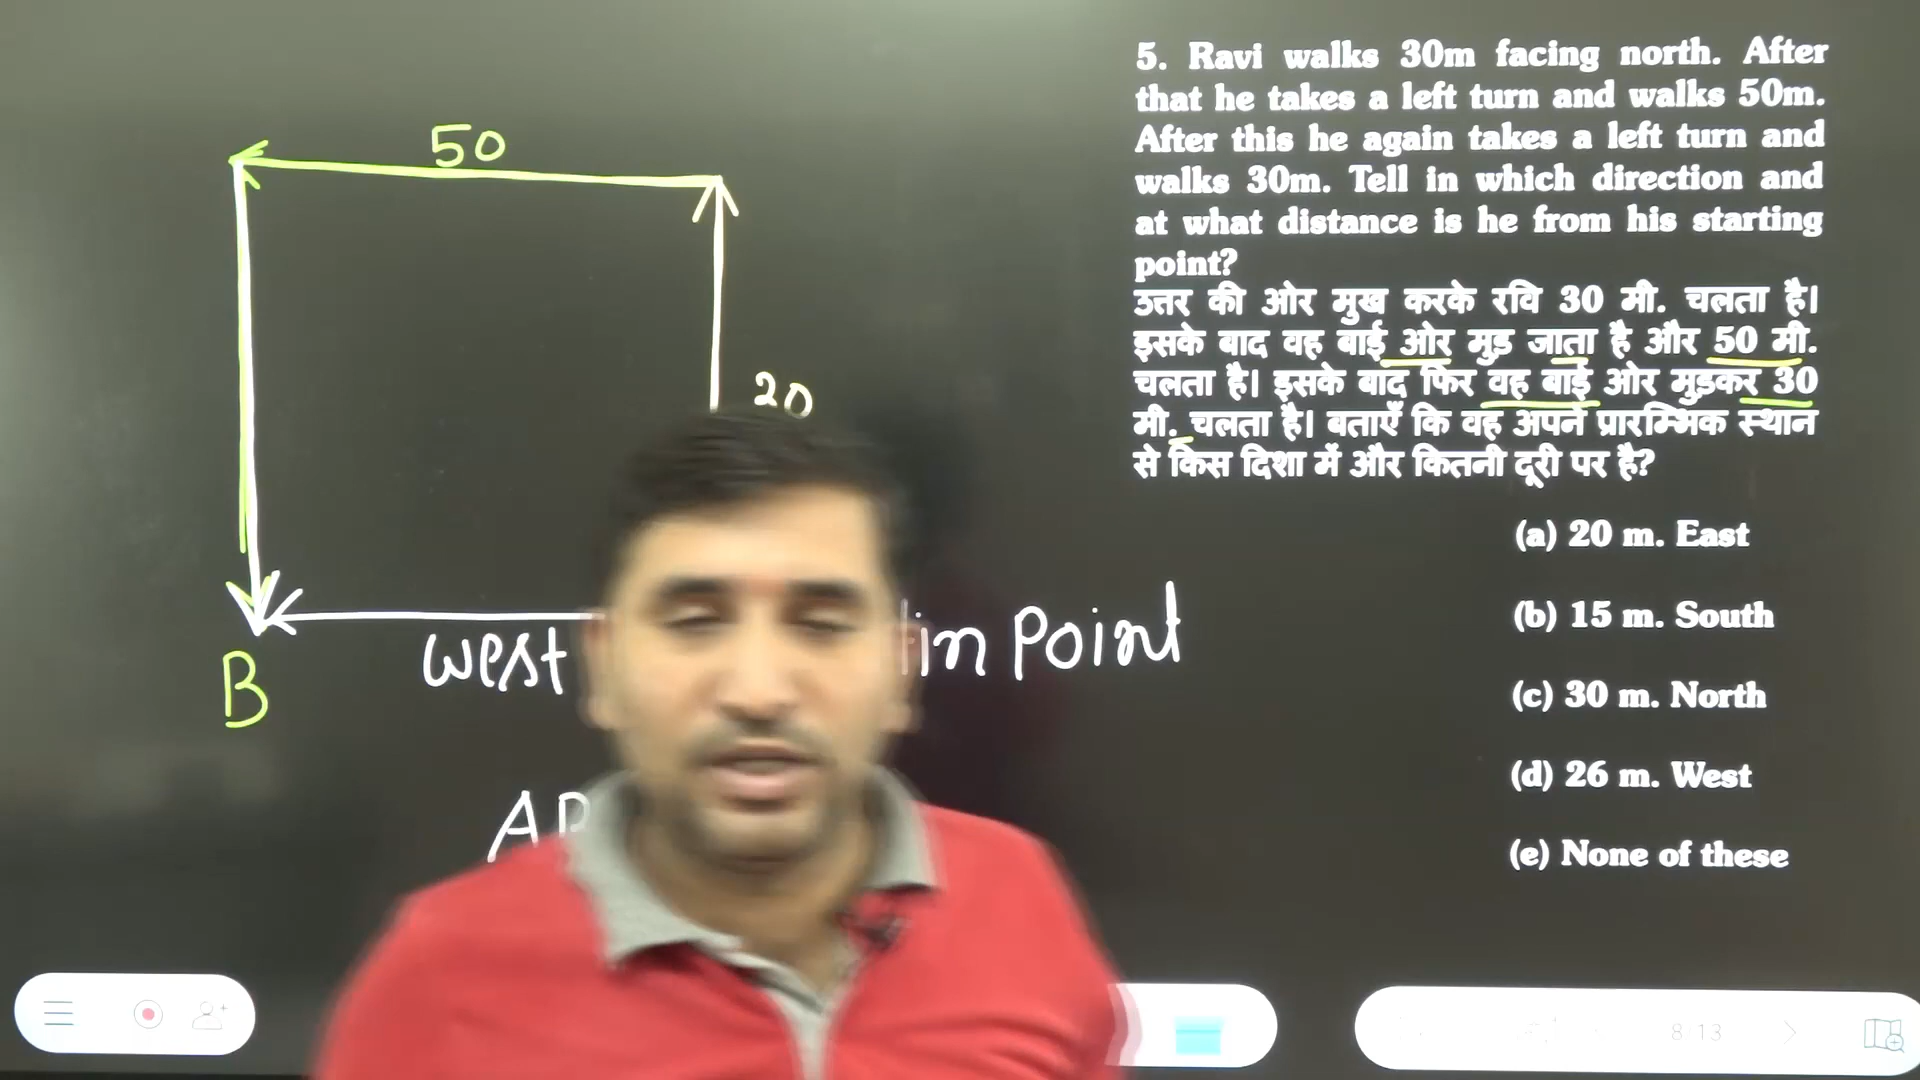 5. Ravi walks 30m facing north. After
that he takes a left turn and walks 50m.
After this he again takes a left turn and
walks 30m. Tell in which direction and
at what distance is he from his starting
point?
उत्तर की ओर मुख करके रवि 30 मी. चलता है।
इसके बाद वह बाई ओर मुड़ जाता है और 50 मी.
चलता है। इसके बाद फिर वह बाई ओर मुड़कर 30
मी. चलता है। बताएँ कि वह अपने प्रारम्भिक स्थान
से किस दिशा में और कितनी दूरी पर है?
(a) 20 m. East
(b) 15 m. South
(c) 30 m. North
(d) 26 m. West
(e) None of these
50
20
west
in Point
B
8/13